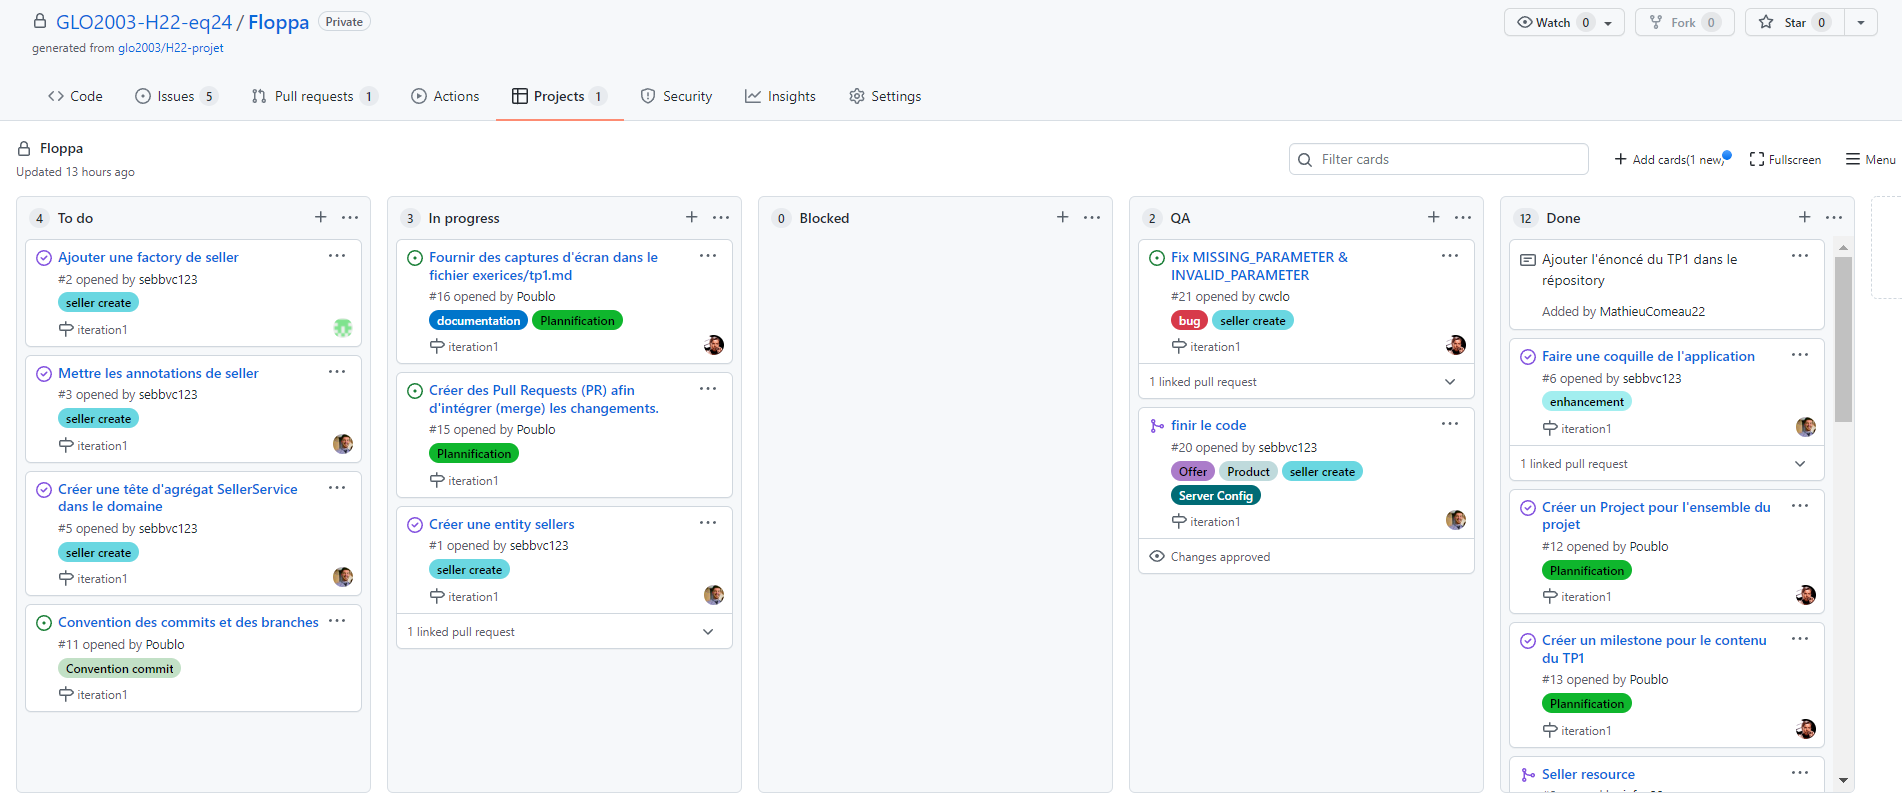 GLO2003-H22-eq24 / Floppa Private
generated from glo2003/H22-projet
Watch 0
Fork 0
Star 0
Code
Issues 5
Pull requests 1
Actions
Projects 1
Security
Insights
Settings
Floppa
Updated 13 hours ago
Filter cards
Add cards(1 new)
Fullscreen
Menu
4 To do
Ajouter une factory de seller
#2 opened by sebbvc123
seller create
iteration1
Mettre les annotations de seller
#3 opened by sebbvc123
seller create
iteration1
Créer une tête d'agrégat SellerService
dans le domaine
#5 opened by sebbvc123
seller create
iteration1
Convention des commits et des branches
#11 opened by Poublo
Convention commit
iteration1
3 In progress
Fournir des captures d'écran dans le
fichier exerices/tp1.md
#16 opened by Poublo
documentation Plannification
iteration1
Créer des Pull Requests (PR) afin
d'intégrer (merge) les changements.
#15 opened by Poublo
Plannification
iteration1
Créer une entity sellers
#1 opened by sebbvc123
seller create
iteration1
1 linked pull request
0 Blocked
2 QA
Fix MISSING_PARAMETER &
INVALID_PARAMETER
#21 opened by cwclo
bug seller create
iteration1
1 linked pull request
finir le code
#20 opened by sebbvc123
Offer Product seller create
Server Config
iteration1
Changes approved
12 Done
Ajouter l'énoncé du TP1 dans le
répository
Added by MathieuComeau22
Faire une coquille de l'application
#6 opened by sebbvc123
enhancement
iteration1
1 linked pull request
Créer un Project pour l'ensemble du
projet
#12 opened by Poublo
Plannification
iteration1
Créer un milestone pour le contenu
du TP1
#13 opened by Poublo
Plannification
iteration1
Seller resource